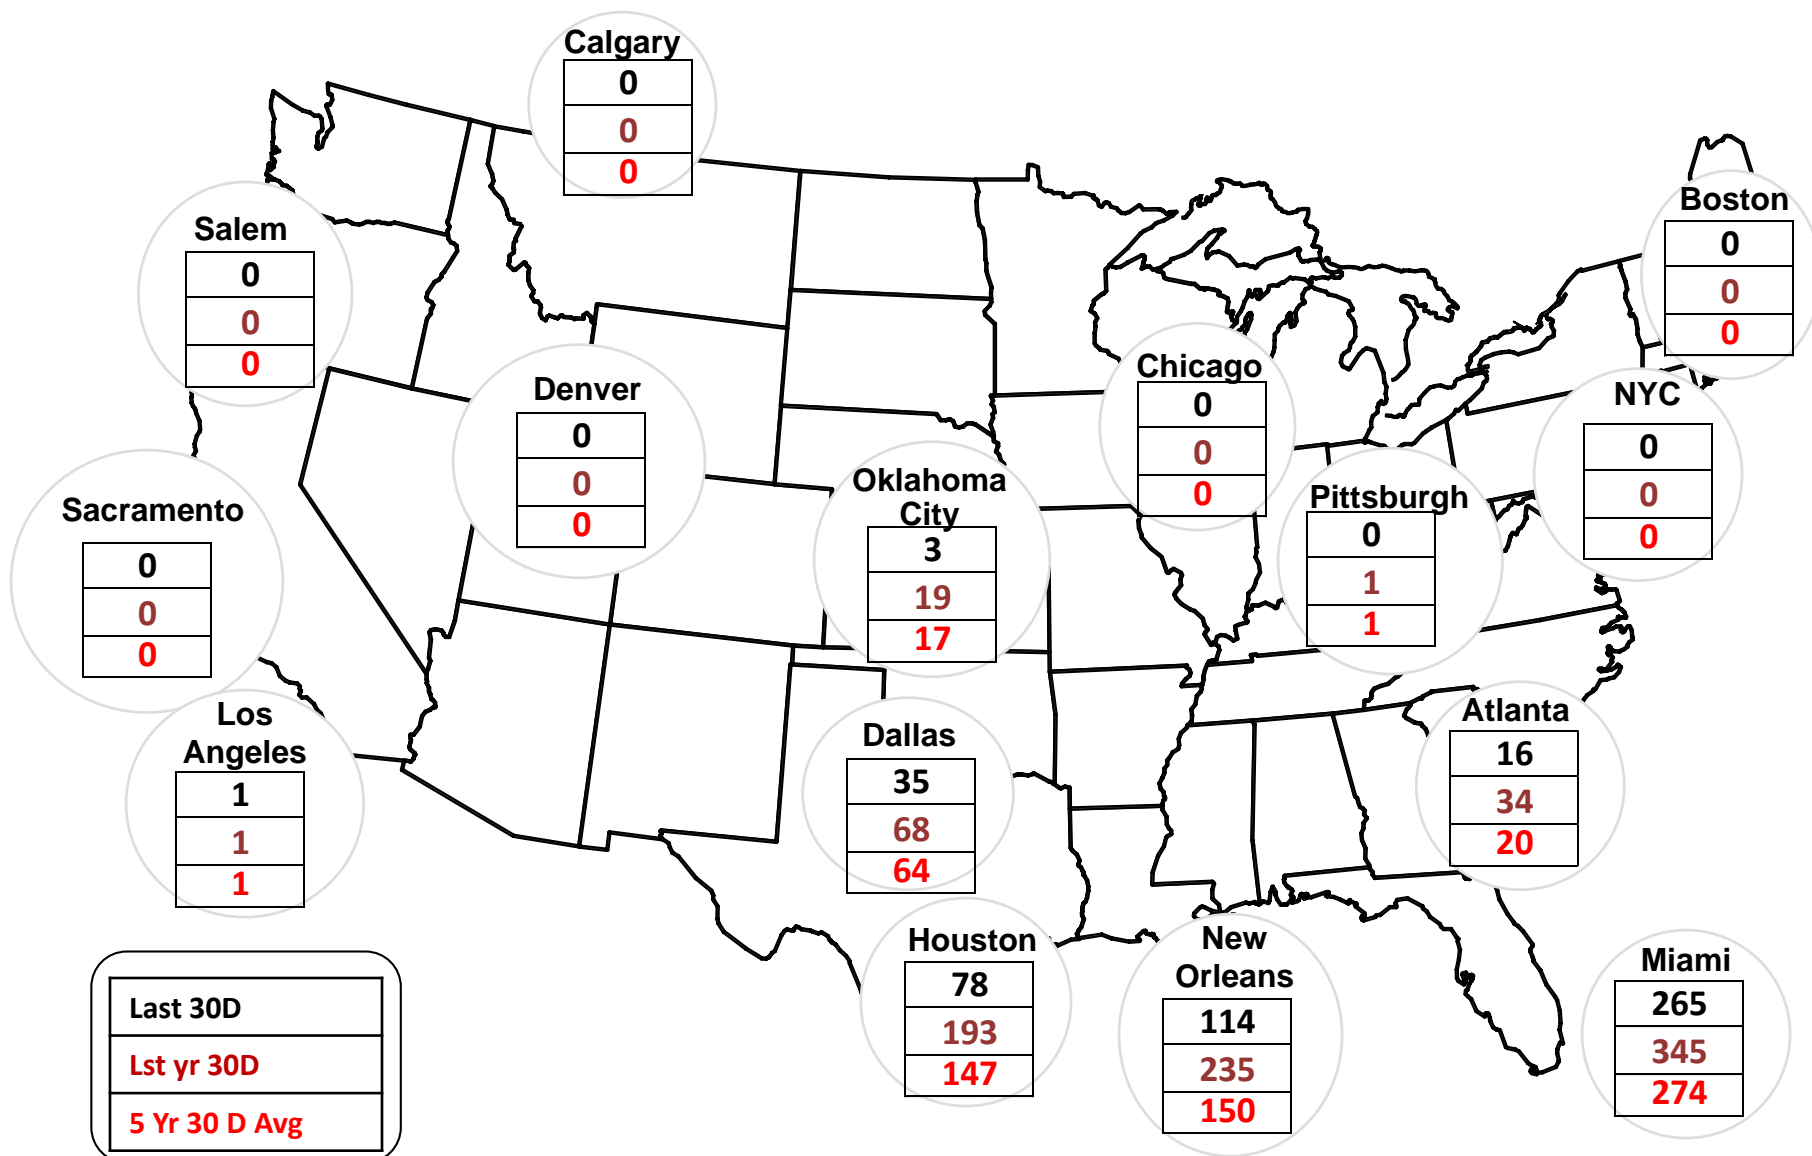 Calgary
0
0
0
Salem
0
0
0
Boston
0
0
0
Denver
0
0
0
Chicago
0
0
0
NYC
0
0
0
Sacramento
0
0
0
Oklahoma
City
3
19
17
Pittsburgh
0
1
1
Los
Angeles
1
1
1
Dallas
35
68
64
Atlanta
16
34
20
Houston
78
193
147
New
Orleans
114
235
150
Miami
265
345
274
Last 30D
Lst yr 30D
5 Yr 30 D Avg